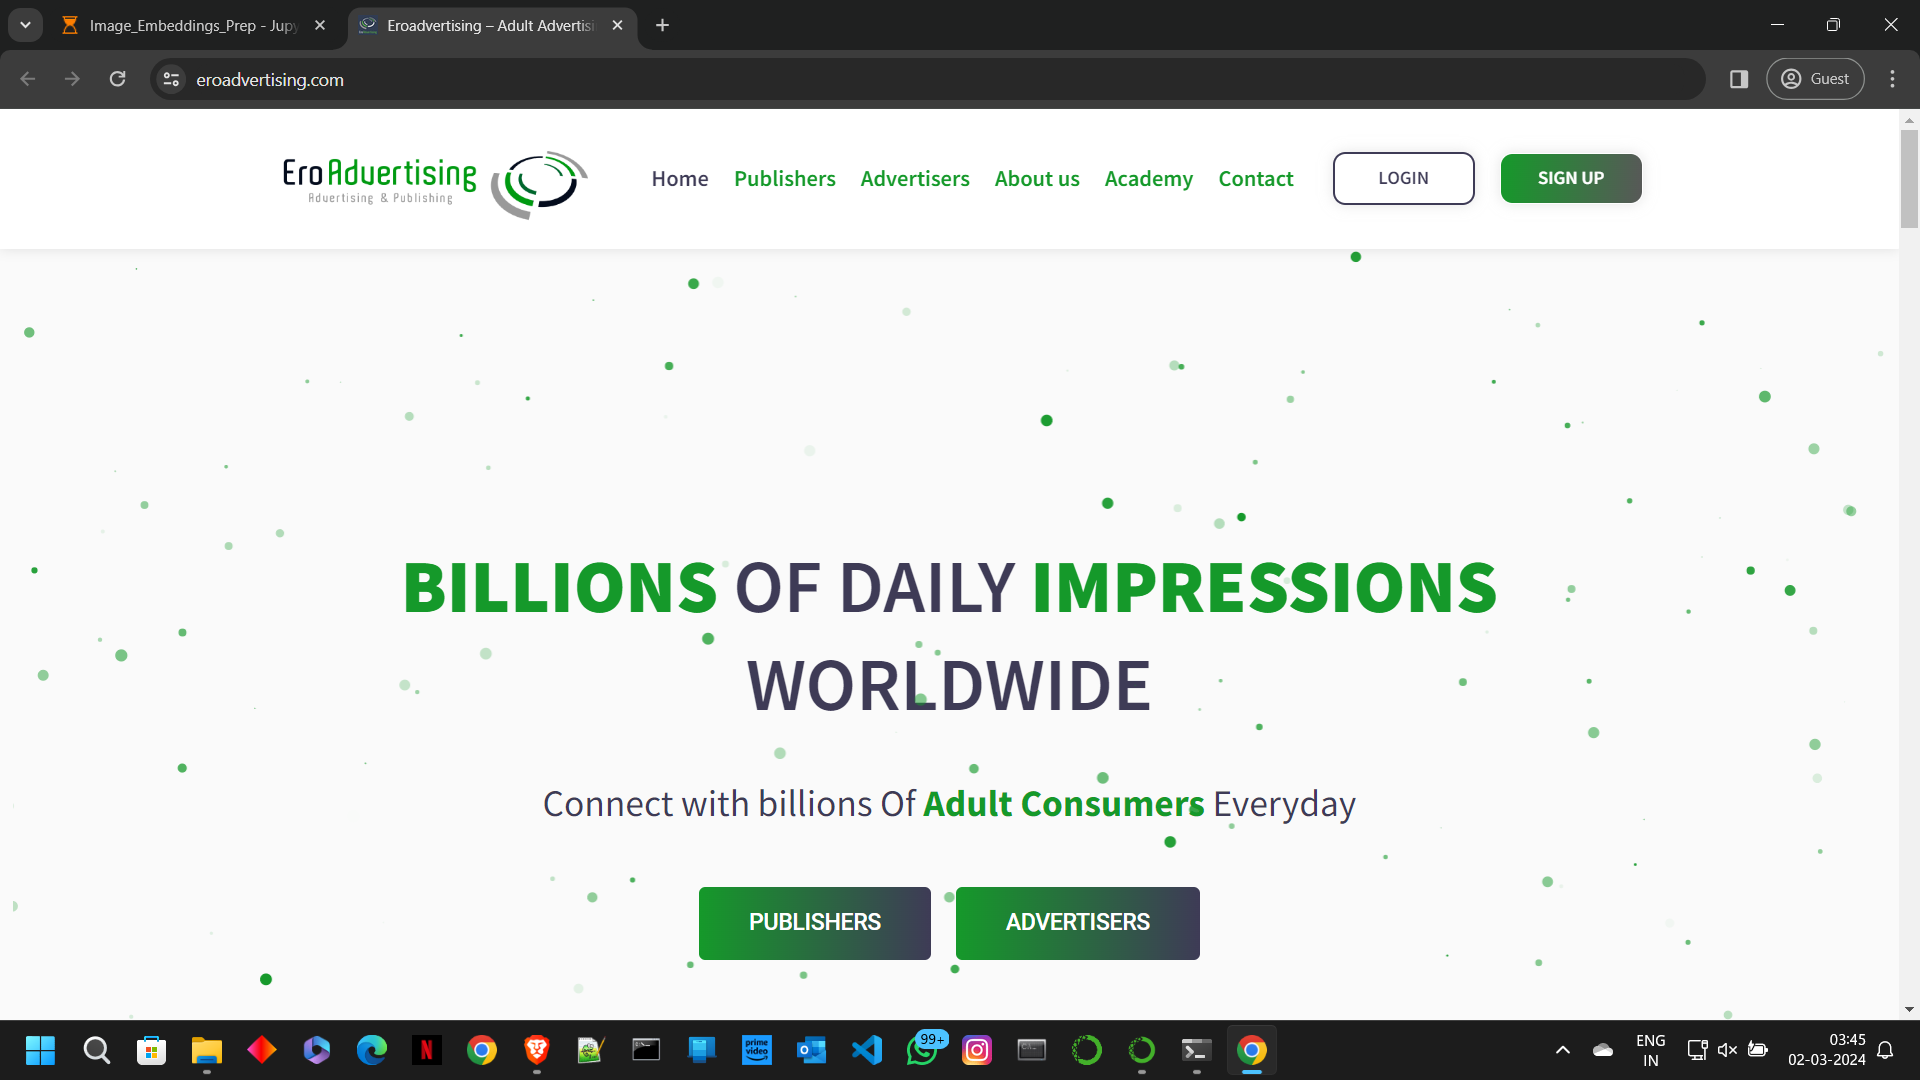 Image_Embeddings_Prep - Jupy
Eroadvertising – Adult Advertisi
eroadvertising.com
Guest
EroAdvertising
Advertising & Publishing
Home
Publishers
Advertisers
About us
Academy
Contact
LOGIN
SIGN UP
BILLIONS OF DAILY IMPRESSIONS
WORLDWIDE
Connect with billions Of Adult Consumers Everyday
PUBLISHERS
ADVERTISERS
N
prime
video
99+
ENG
IN
03:45
02-03-2024